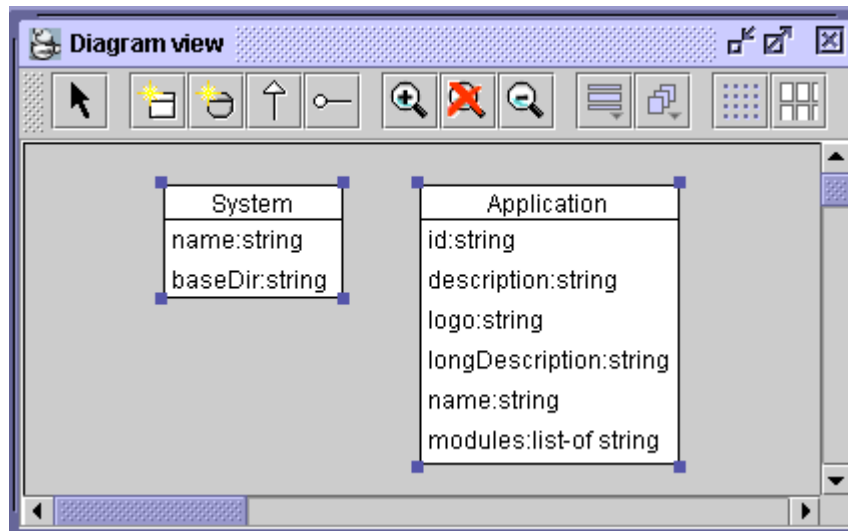 Diagram view
System
name:string
baseDir:string
Application
id:string
description:string
logo:string
longDescription:string
name:string
modules:list-of string